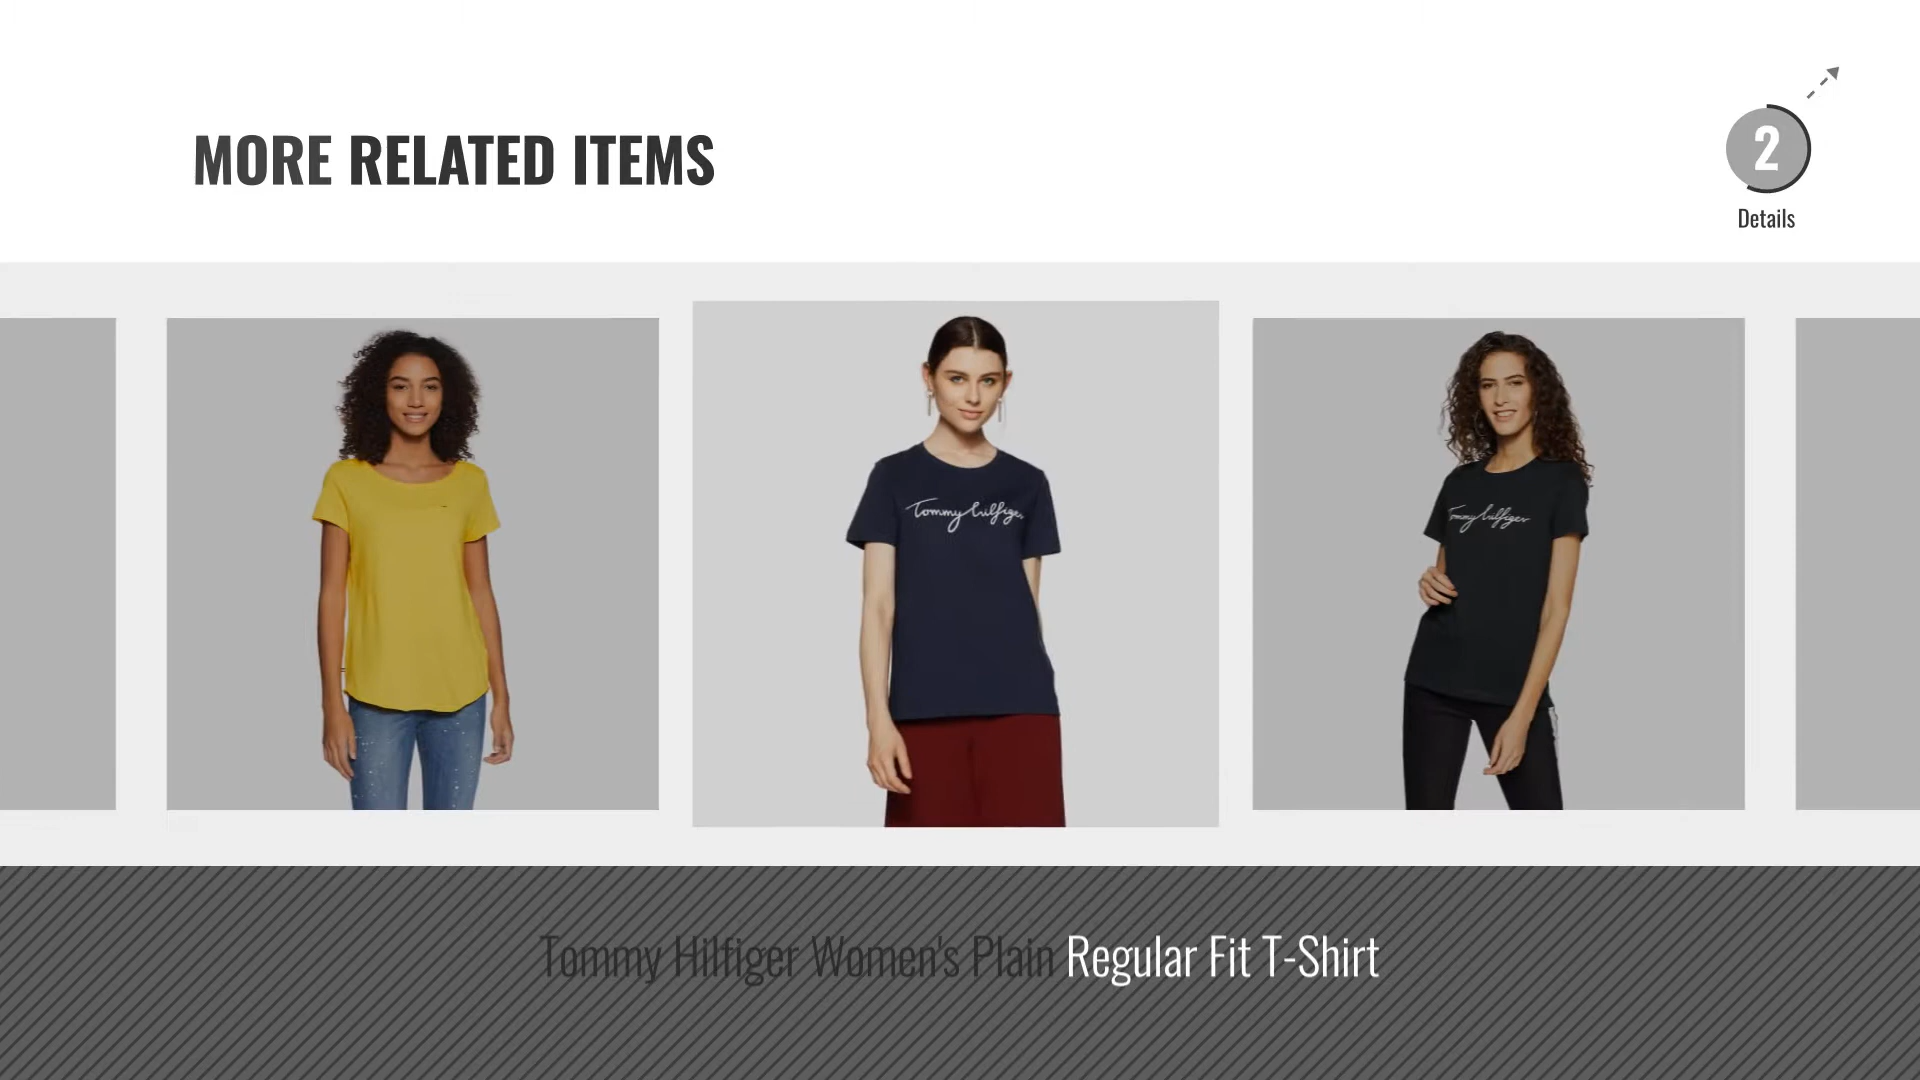 MORE RELATED ITEMS
2
Details
Tommy hilfiger
Tommy hilfiger
Tommy Hilfiger Women's Plain Regular Fit T-Shirt